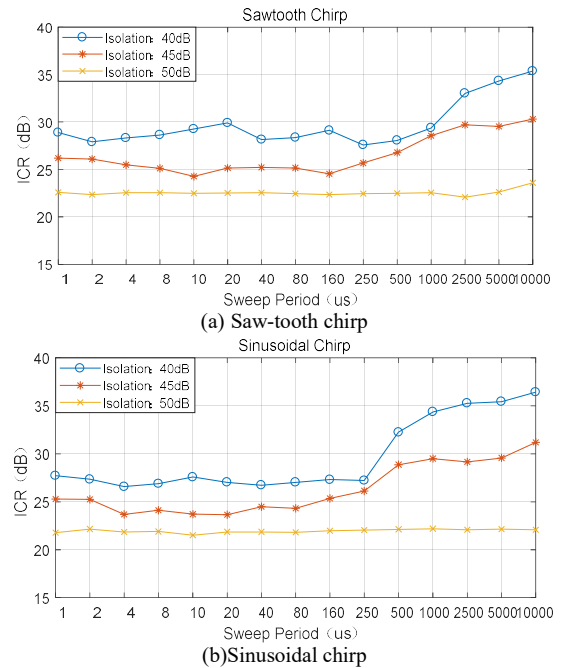 Sawtooth Chirp
40
Isolation: 40dB
Isolation: 45dB
Isolation: 50dB
35
30
25
20
15
ICR（dB）
1 2 4 8 10 20 40 80 160 250 500 1000 2500 5000 10000
Sweep Period（us）
(a) Saw-tooth chirp
Sinusoidal Chirp
40
Isolation: 40dB
Isolation: 45dB
Isolation: 50dB
35
30
25
20
15
ICR（dB）
1 2 4 8 10 20 40 80 160 250 500 1000 2500 5000 10000
Sweep Period（us）
(b)Sinusoidal chirp